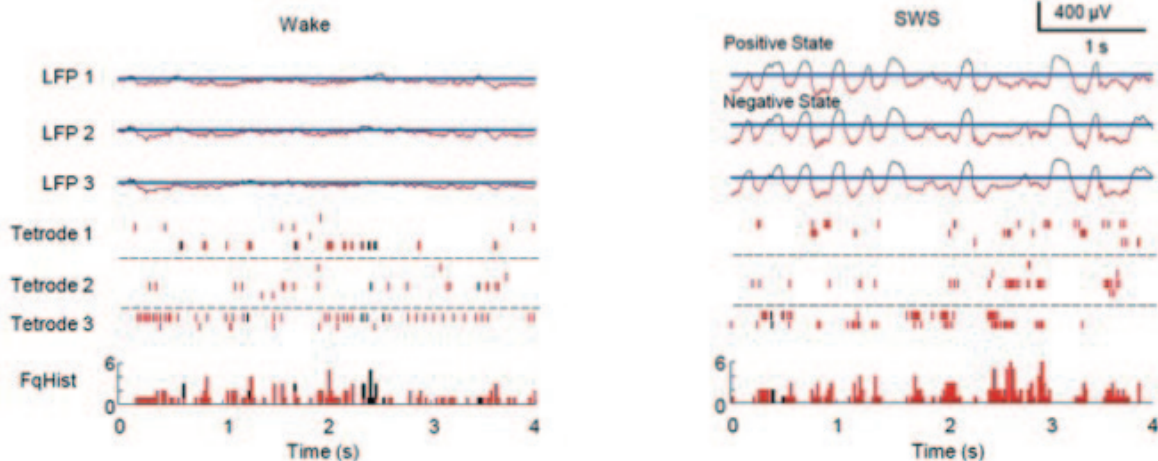 Wake
LFP 1
LFP 2
LFP 3
Tetrode 1
Tetrode 2
Tetrode 3
FqHist
6
0
0 1 2 3 4
Time (s)
SWS
400 µV
1 s
Positive State
Negative State
6
0
0 1 2 3 4
Time (s)